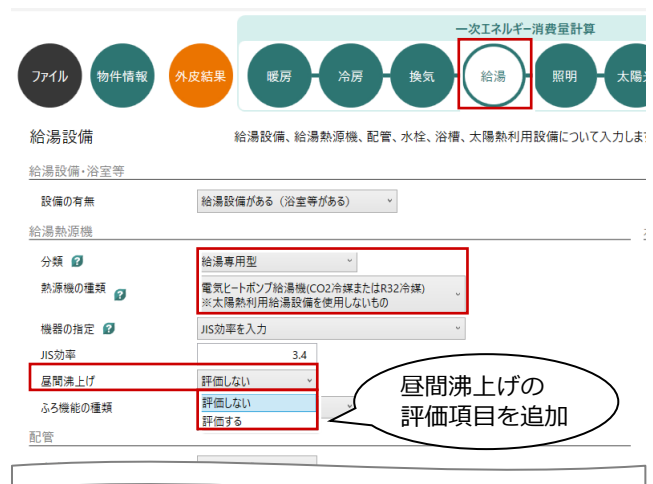 一次エネルギー消費量計算
ファイル 物件情報 外皮結果 暖房 冷房 換気 給湯 照明 太陽
給湯設備 給湯設備、給湯熱源機、配管、水栓、浴槽、太陽熱利用設備について入力します
給湯設備・浴室等
設備の有無 給湯設備がある（浴室等がある）
給湯熱源機
分類 ? 給湯専用型
熱源機の種類 ? 電気ヒートポンプ給湯機(CO2冷媒またはR32冷媒)
※太陽熱利用給湯設備を使用しないもの
機器の指定 ? JIS効率を入力
JIS効率 3.4
昼間沸上げ 評価しない
ふろ機能の種類 評価しない
評価する
昼間沸上げの
評価項目を追加
配管